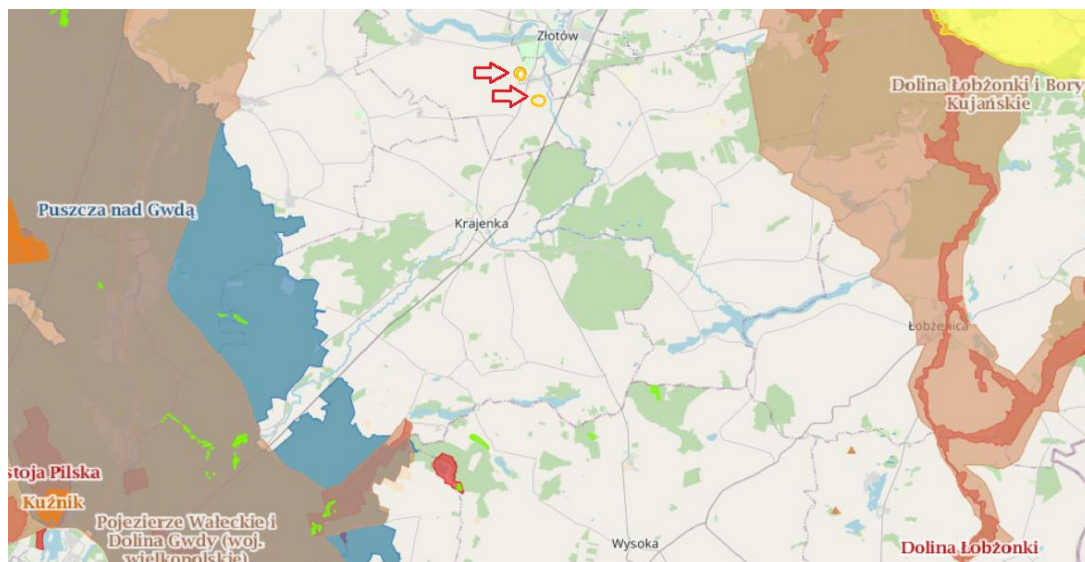 Złotów
Dolina Łobżonki i Bory
Kujańskie
Puszcza nad Gwdą
Krajenka
Łobżenica
stoja Pilska
Kuźnik
Pojezierze Wałeckie i
Dolina Gwdy (woj.
wielkopolskie)
Wysoka
Dolina Łobżonki